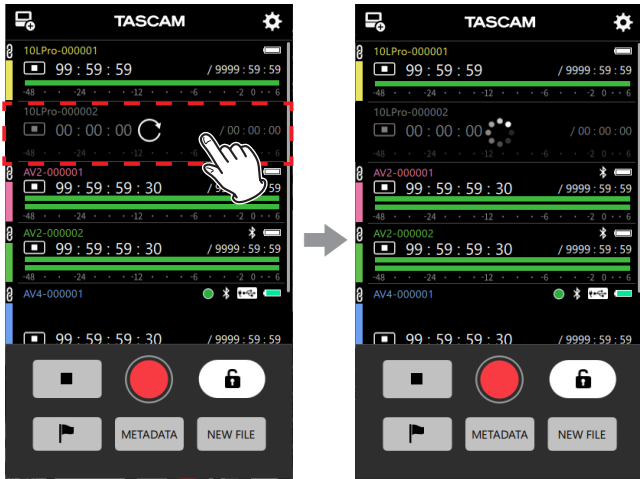 TASCAM
10LPro-000001
99 : 59 : 59 / 9999 : 59 : 59
-48 -24 -12 -6 -2 0 6
10LPro-000002
00 : 00 : 00 / 00 : 00 : 00
-48 -24 -12 -6 -2 0 6
AV2-000001
99 : 59 : 59 : 30 59
-48 -24 -12 -6 -2 0 6
AV2-000002
99 : 59 : 59 : 30 / 9999 : 59 : 59
-48 -24 -12 -6 -2 0 6
AV4-000001
99 : 59 : 59 : 30 / 9999 : 59 : 59
METADATA NEW FILE
TASCAM
10LPro-000001
99 : 59 : 59 / 9999 : 59 : 59
-48 -24 -12 -6 -2 0 6
10LPro-000002
00 : 00 : 00 / 00 : 00 : 00
-48 -24 -12 -6 -2 0 6
AV2-000001
99 : 59 : 59 : 30 / 9999 : 59 : 59
-48 -24 -12 -6 -2 0 6
AV2-000002
99 : 59 : 59 : 30 / 9999 : 59 : 59
-48 -24 -12 -6 -2 0 6
AV4-000001
99 : 59 : 59 : 30 / 9999 : 59 : 59
METADATA NEW FILE